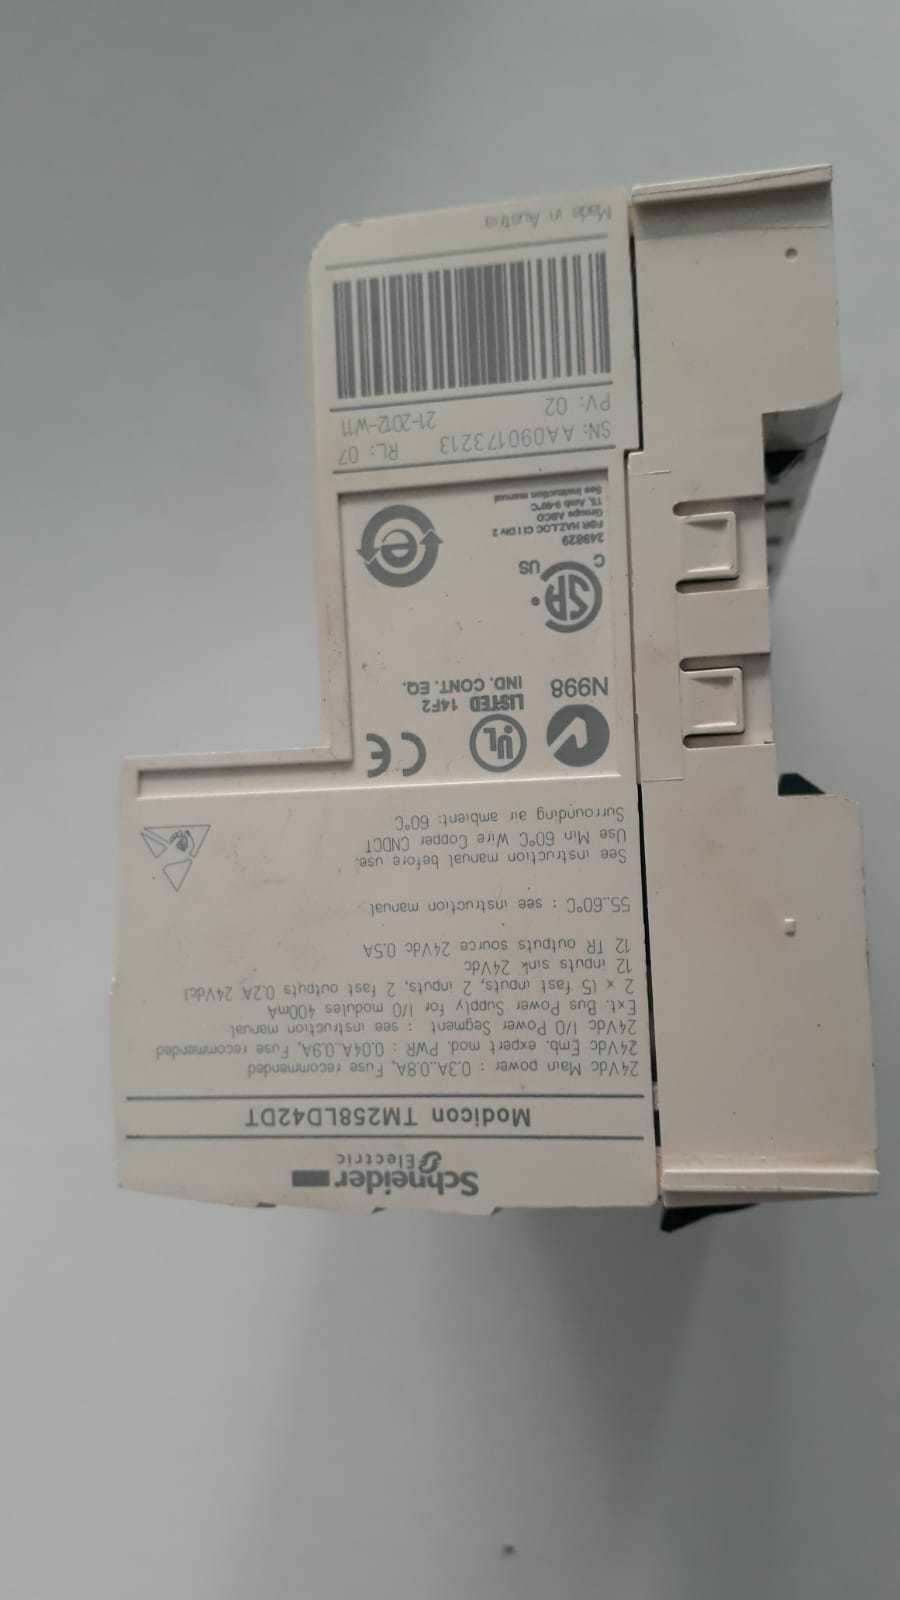 Schneider
Electric
Modicon TM258LD42DT
24Vdc Main power : 0.3A..0.8A, Fuse recommended
24Vdc Emb. expert mod. PWR : 0.04A..0.9A, Fuse recommended
24Vdc I/O Power Segment : see instruction manual
Ext. Bus Power Supply for I/O modules 400mA
2 x (5 fast inputs, 2 inputs, 2 fast outputs 0.2A 24Vdc)
12 inputs sink 24Vdc
12 TR outputs source 24Vdc 0.5A
55..60°C : see instruction manual
See instruction manual before use.
Use Min 60°C Wire Copper CNDCT
Surrounding air ambient: 60°C
N998
UL
LISTED 14F2
IND. CONT. EQ.
CE
C US
SA
249829
FOR HAZ.LOC Cl I Div 2
Groups ABCD
T5, Amb 0-60°C
See instruction manual
e
SN: AA090173213 RL: 07
PV: 02 21-2012-W11
Made in Austria